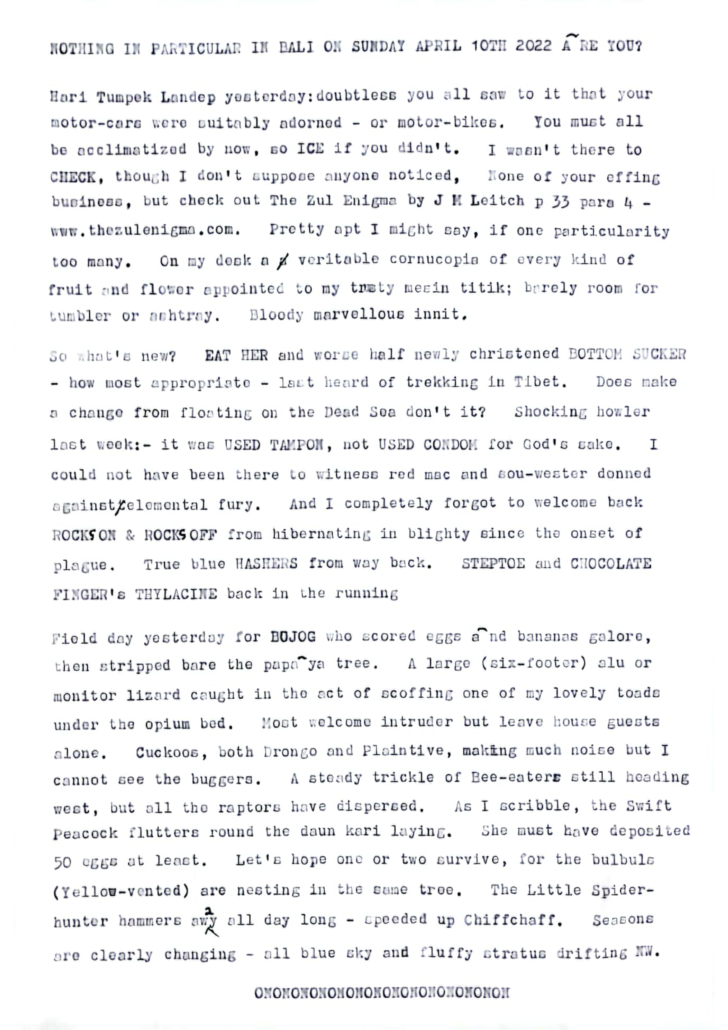 NOTHING IN PARTICULAR IN BALI ON SUNDAY APRIL 10TH 2022 A^RE YOU?
Hari Tumpek Landep yesterday:doubtless you all saw to it that your
motor-cars were suitably adorned - or motor-bikes. You must all
be acclimatized by now, so ICE if you didn't. I wasn't there to
CHECK, though I don't suppose anyone noticed, None of your effing
business, but check out The Zul Enigma by J M Leitch p 33 para 4 -
www.thezulenigma.com. Pretty apt I might say, if one particularity
too many. On my desk a veritable cornucopia of every kind of
fruit and flower appointed to my trusty mesin titik; barely room for
tumbler or ashtray. Bloody marvellous innit.
So what's new? EAT HER and worse half newly christened BOTTOM SUCKER
- how most appropriate - last heard of trekking in Tibet. Does make
a change from floating on the Dead Sea don't it? Shocking howler
last week:- it was USED TAMPON, not USED CONDOM for God's sake. I
could not have been there to witness red mac and sou-wester donned
against elemental fury. And I completely forgot to welcome back
ROCKSON & ROCKSOFF from hibernating in blighty since the onset of
plague. True blue HASHERS from way back. STEPTOE and CHOCOLATE
FINGER's THYLACINE back in the running
Field day yesterday for BOJOG who scored eggs a^nd bananas galore,
then stripped bare the papa^ya tree. A large (six-footer) alu or
monitor lizard caught in the act of scoffing one of my lovely toads
under the opium bed. Most welcome intruder but leave house guests
alone. Cuckoos, both Drongo and Plaintive, making much noise but I
cannot see the buggers. A steady trickle of Bee-eaters still heading
west, but all the raptors have dispersed. As I scribble, the Swift
Peacock flutters round the daun kari laying. She must have deposited
50 eggs at least. Let's hope one or two survive, for the bulbuls
(Yellow-vented) are nesting in the same tree. The Little Spider-
hunter hammers away all day long - speeded up Chiffchaff. Seasons
are clearly changing - all blue sky and fluffy stratus drifting NW.
ONONONONONONONONONONONONONONONONON